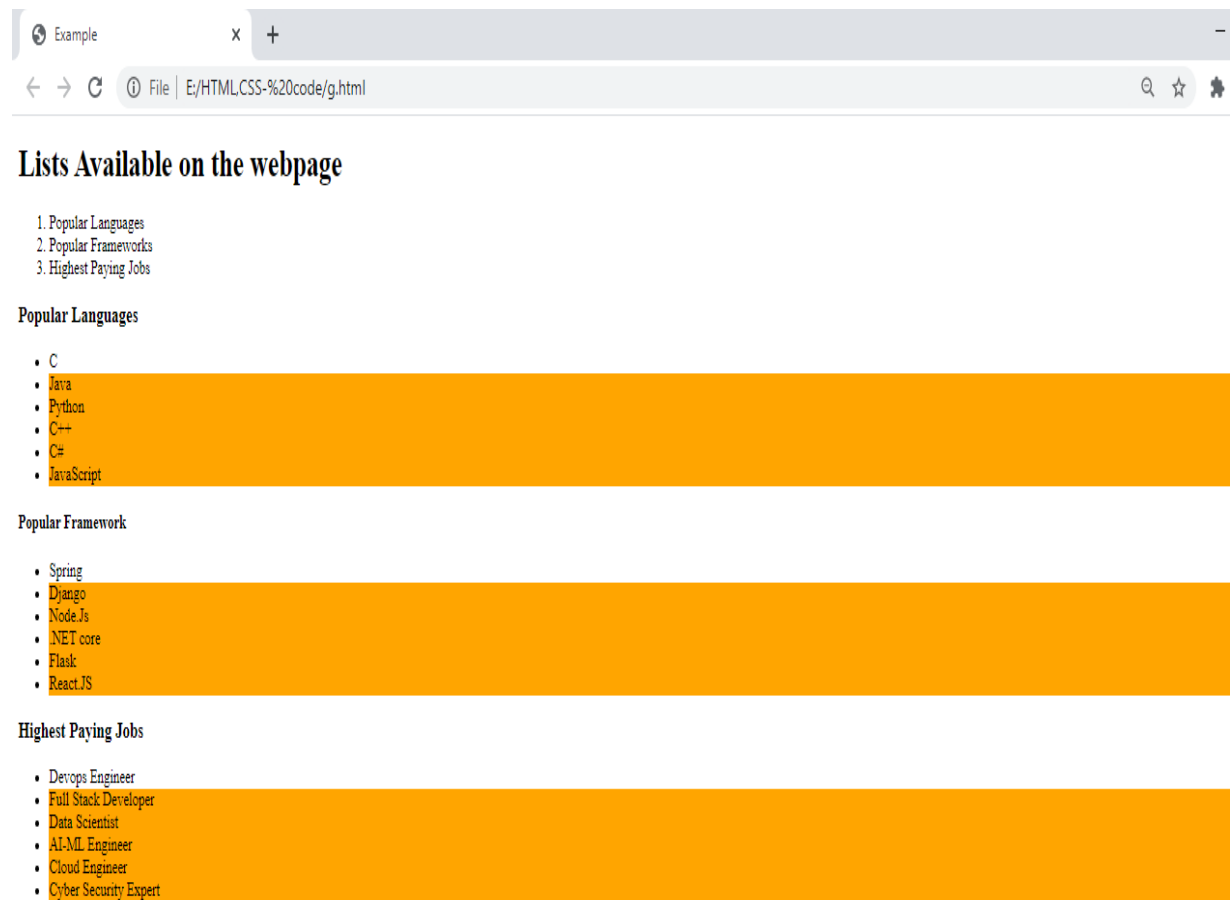 Example
File E:/HTML,CSS-%20code/g.html
Lists Available on the webpage
1. Popular Languages
2. Popular Frameworks
3. Highest Paying Jobs
Popular Languages
C
Java
Python
C++
C#
JavaScript
Popular Framework
Spring
Django
Node.Js
.NET core
Flask
React.JS
Highest Paying Jobs
Devops Engineer
Full Stack Developer
Data Scientist
AI-ML Engineer
Cloud Engineer
Cyber Security Expert